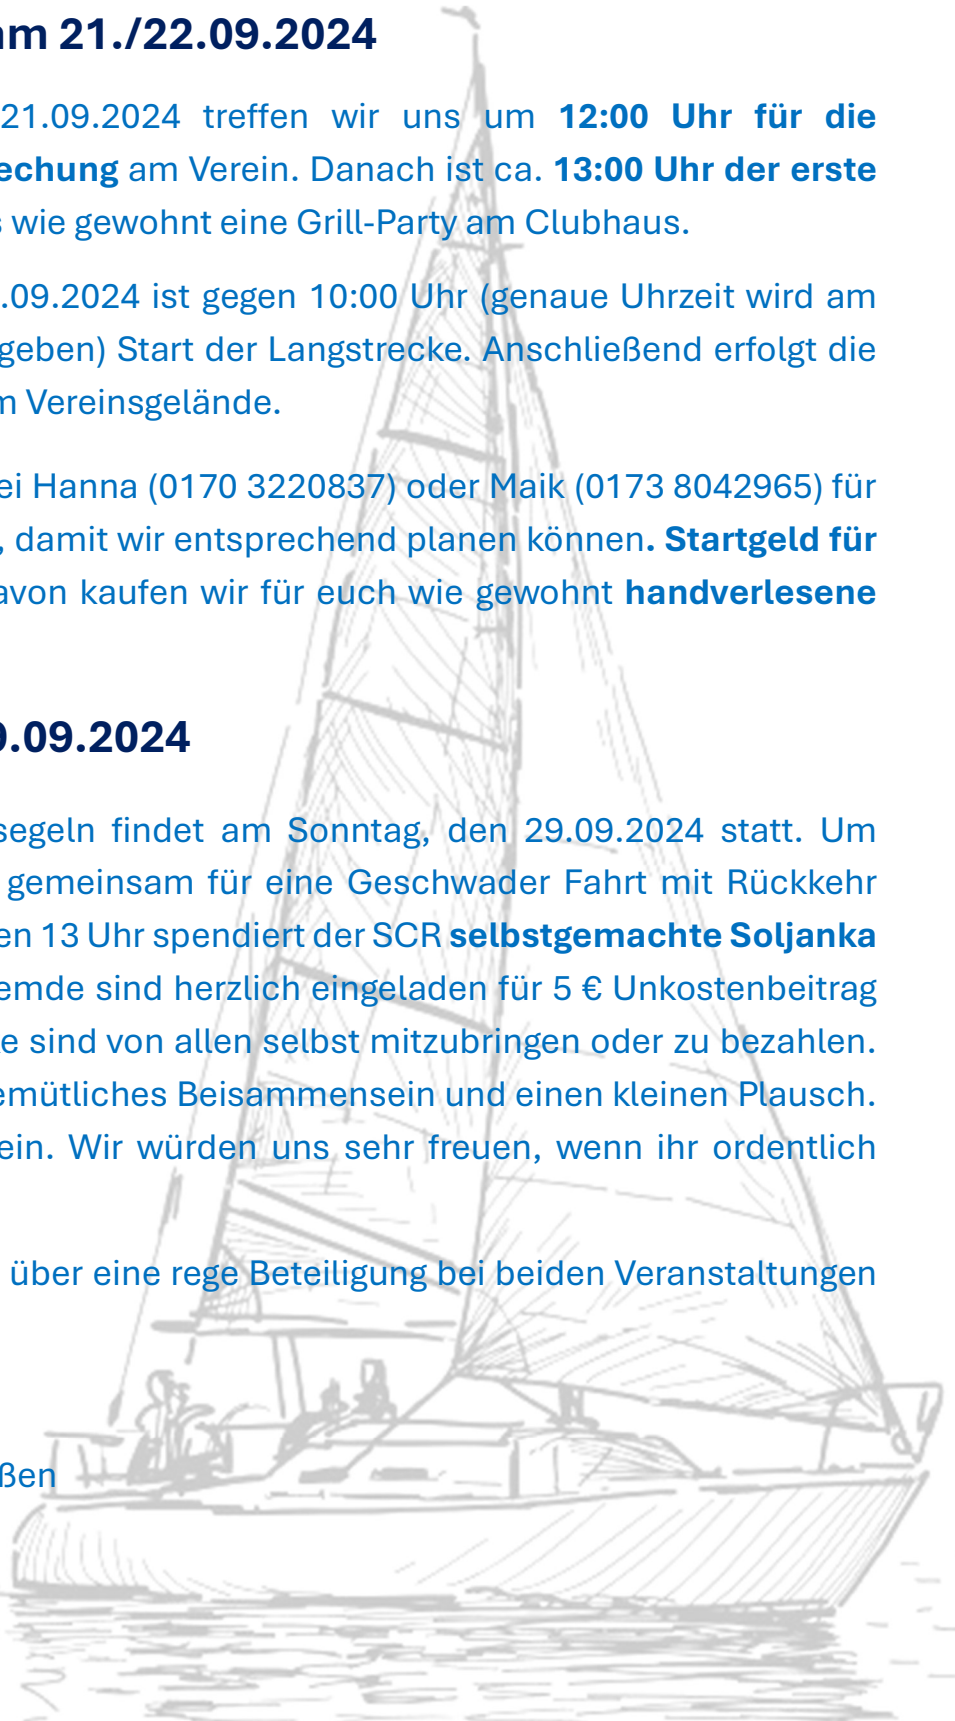 am 21./22.09.2024
21.09.2024 treffen wir uns um 12:00 Uhr für die
echung am Verein. Danach ist ca. 13:00 Uhr der erste
s wie gewohnt eine Grill-Party am Clubhaus.
.09.2024 ist gegen 10:00 Uhr (genaue Uhrzeit wird am
geben) Start der Langstrecke. Anschließend erfolgt die
m Vereinsgelände.
ei Hanna (0170 3220837) oder Maik (0173 8042965) für
, damit wir entsprechend planen können. Startgeld für
avon kaufen wir für euch wie gewohnt handverlesene
9.09.2024
segeln findet am Sonntag, den 29.09.2024 statt. Um
gemeinsam für eine Geschwader Fahrt mit Rückkehr
en 13 Uhr spendiert der SCR selbstgemachte Soljanka
emde sind herzlich eingeladen für 5 € Unkostenbeitrag
e sind von allen selbst mitzubringen oder zu bezahlen.
emütliches Beisammensein und einen kleinen Plausch.
ein. Wir würden uns sehr freuen, wenn ihr ordentlich
über eine rege Beteiligung bei beiden Veranstaltungen
ßen